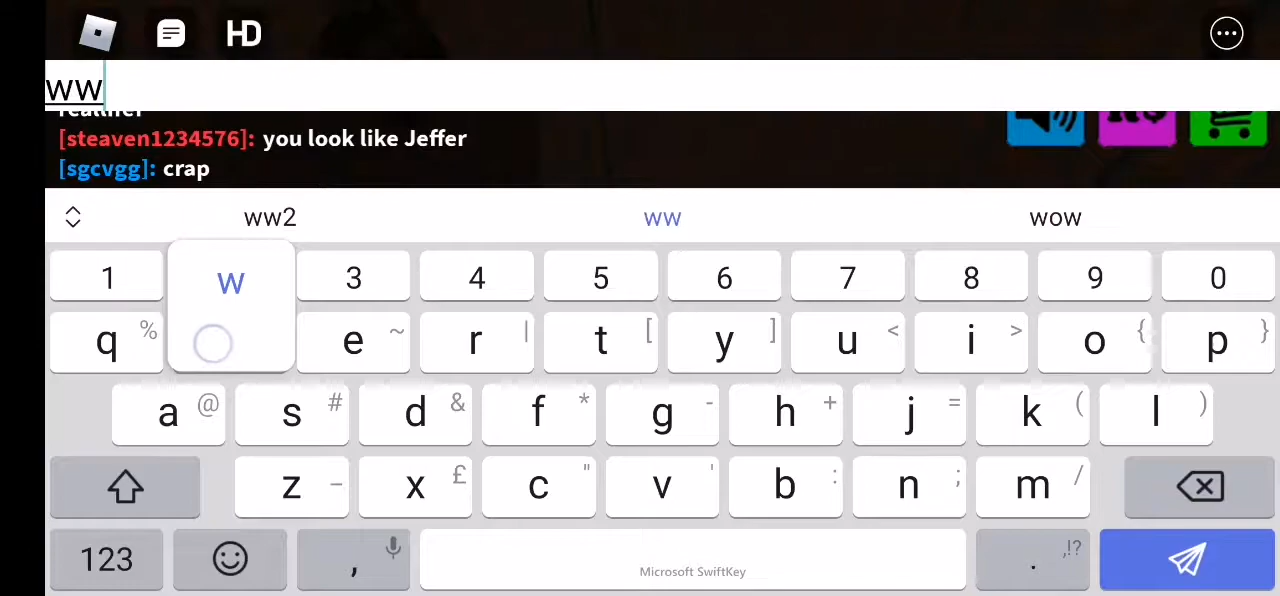 HD
ww
[steaven1234576]: you look like Jeffer
[sgcvgg]: crap
ww2 ww wow
1 3 4 5 6 7 8 9 0
q % w e ~ r | t [ y ] u < i > o { p }
a @ s # d & f * g - h + j = k ( l )
z _ x £ c " v ' b : n ; m /
123 , Microsoft SwiftKey . ,!?